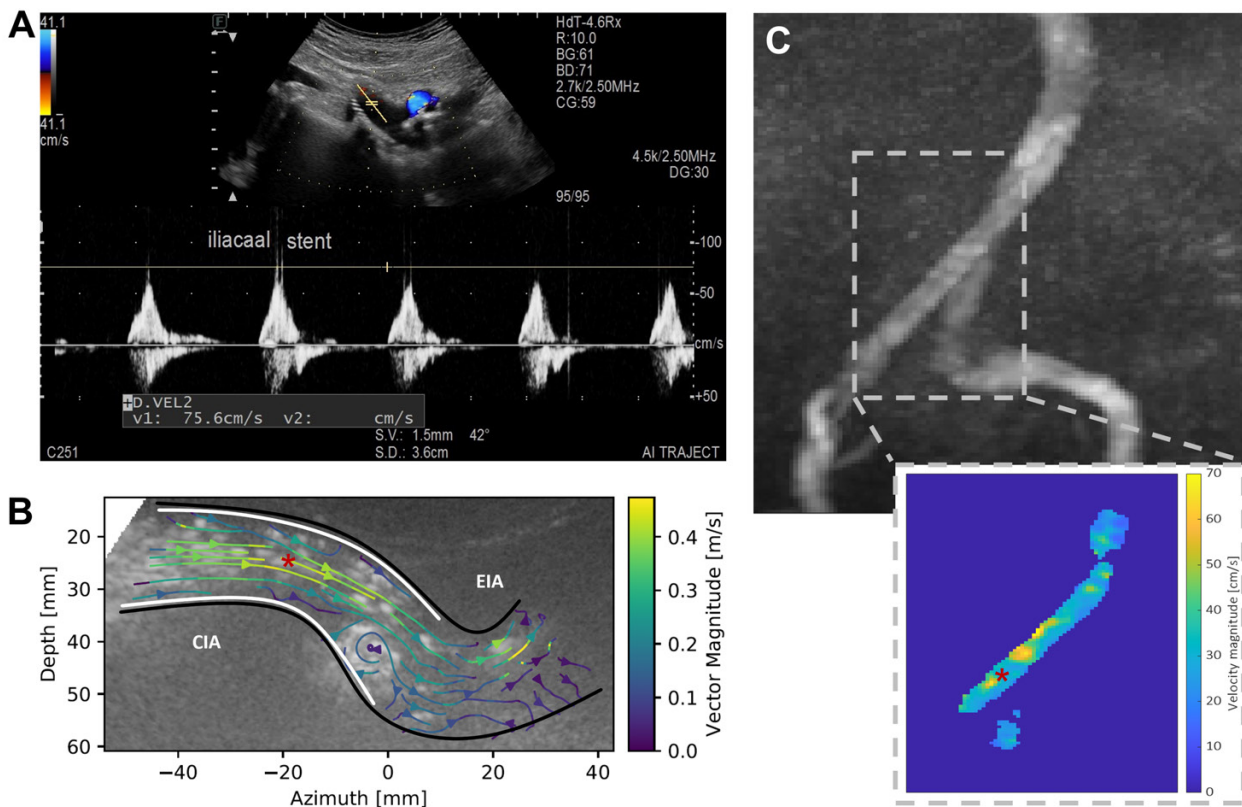 A
41.1
41.1
cm/s
F
HdT-4.6Rx
R:10.0
BG:61
BD:71
2.7k/2.50MHz
CG:59
4.5k/2.50MHz
DG:30
95/95
iliacaal stent
-100
-50
cm/s
+50
+D.VEL2
v1: 75.6cm/s v2: cm/s
S.V.: 1.5mm 42°
S.D.: 3.6cm
C251
AI TRAJECT
B
20
30
40
50
60
Depth [mm]
CIA
EIA
*
−40
−20
0
20
40
Azimuth [mm]
0.4
0.3
0.2
0.1
0.0
Vector Magnitude [m/s]
C
*
70
60
50
40
30
20
10
0
Velocity magnitude [cm/s]